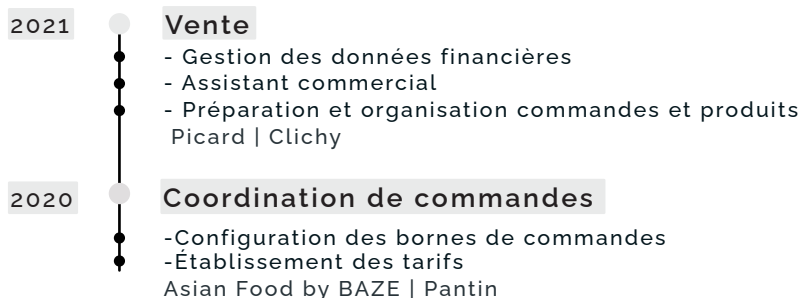 2021 Vente
- Gestion des données financières
- Assistant commercial
- Préparation et organisation commandes et produits
Picard | Clichy
2020 Coordination de commandes
-Configuration des bornes de commandes
-Établissement des tarifs
Asian Food by BAZE | Pantin